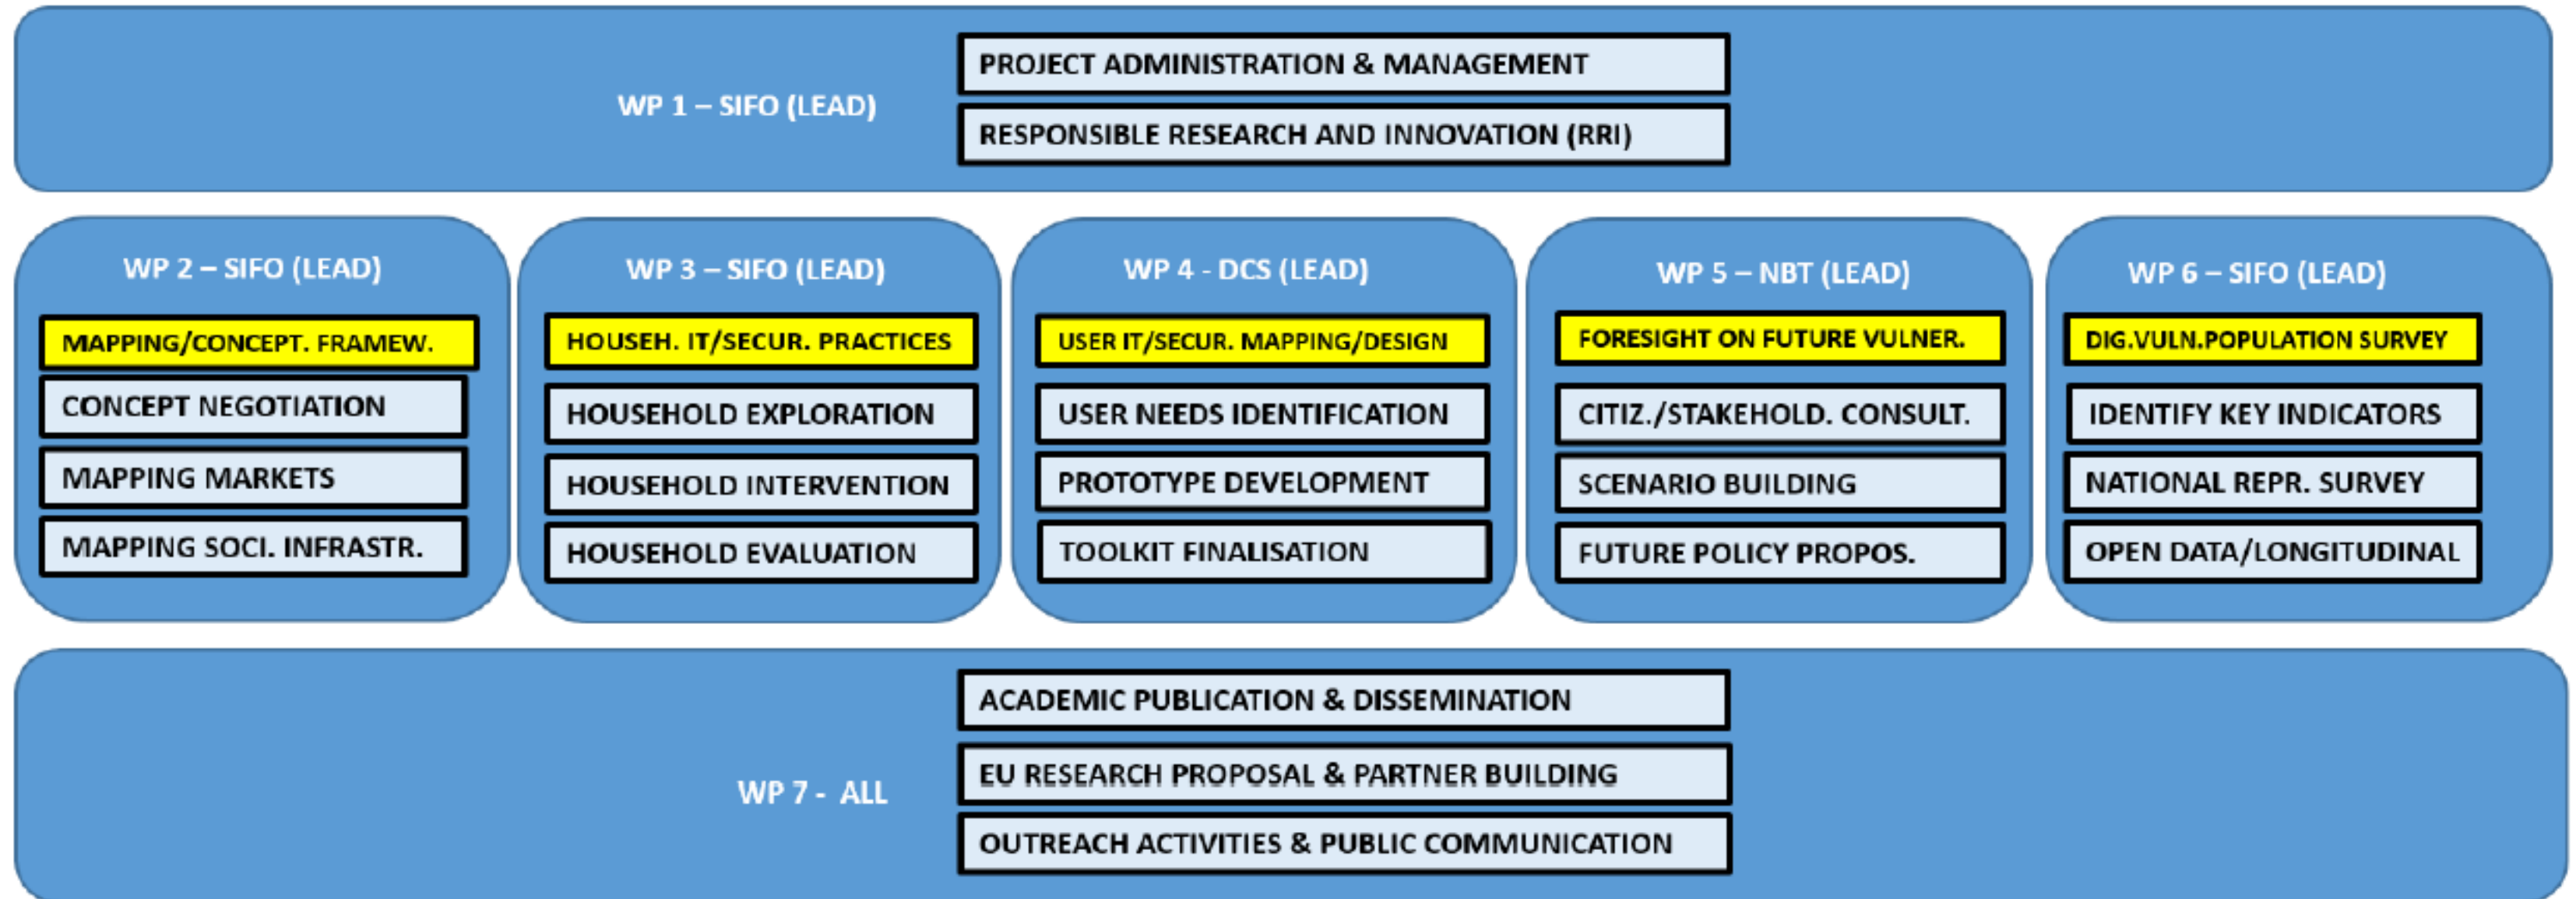 PROJECT ADMINISTRATION & MANAGEMENT
WP 1 – SIFO (LEAD)
RESPONSIBLE RESEARCH AND INNOVATION (RRI)
WP 2 – SIFO (LEAD)
MAPPING/CONCEPT. FRAMEW.
CONCEPT NEGOTIATION
MAPPING MARKETS
MAPPING SOCI. INFRASTR.
WP 3 – SIFO (LEAD)
HOUSEH. IT/SECUR. PRACTICES
HOUSEHOLD EXPLORATION
HOUSEHOLD INTERVENTION
HOUSEHOLD EVALUATION
WP 4 - DCS (LEAD)
USER IT/SECUR. MAPPING/DESIGN
USER NEEDS IDENTIFICATION
PROTOTYPE DEVELOPMENT
TOOLKIT FINALISATION
WP 5 – NBT (LEAD)
FORESIGHT ON FUTURE VULNER.
CITIZ./STAKEHOLD. CONSULT.
SCENARIO BUILDING
FUTURE POLICY PROPOS.
WP 6 – SIFO (LEAD)
DIG.VULN.POPULATION SURVEY
IDENTIFY KEY INDICATORS
NATIONAL REPR. SURVEY
OPEN DATA/LONGITUDINAL
ACADEMIC PUBLICATION & DISSEMINATION
EU RESEARCH PROPOSAL & PARTNER BUILDING
WP 7 - ALL
OUTREACH ACTIVITIES & PUBLIC COMMUNICATION